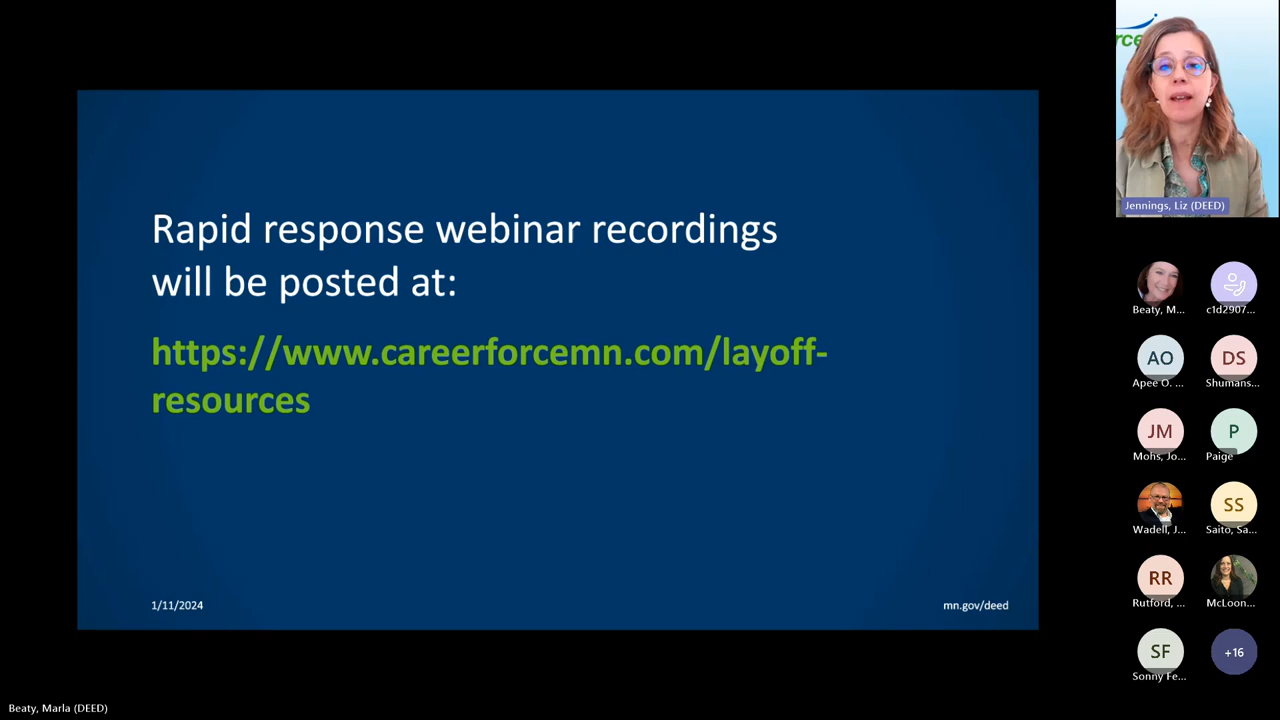 Rapid response webinar recordings
will be posted at:
https://www.careerforcemn.com/layoff-
resources
1/11/2024
mn.gov/deed
rce
Jennings, Liz (DEED)
Beaty, M...
c1d2907...
AO
DS
Apee O. ...
Shumans...
JM
P
Mohs, Jo...
Paige
SS
Wadell, J...
Saito, Sa...
RR
Rutford, ...
McLoon...
SF
+16
Sonny Fe...
Beaty, Marla (DEED)